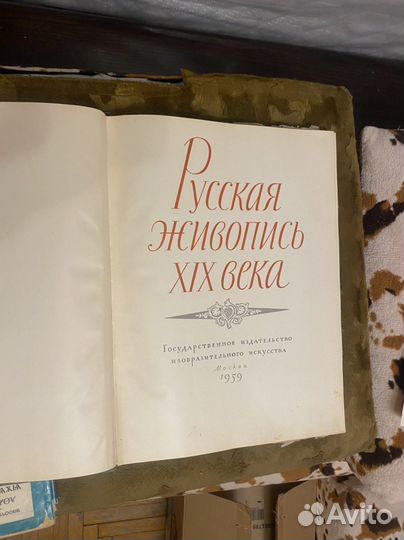 Русская
живопись
XIX века
Государственное издательство
изобразительного искусства
Москва
1959
Avito